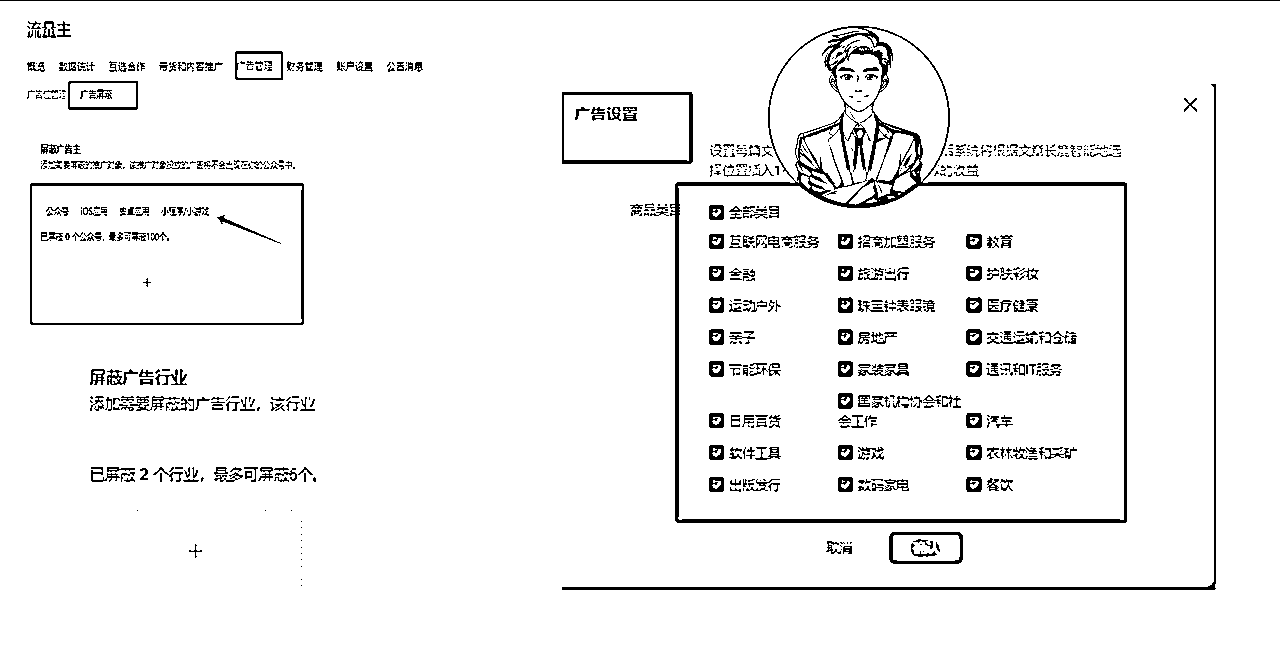 流量主
概览 数据统计 互选合作 带货和内容推广 广告管理 财务管理 账户设置 公告消息
广告位管理 广告屏蔽
屏蔽广告主
添加需要屏蔽的推广对象，该推广对象投放的广告将不会出现在你的公众号中。
公众号 iOS应用 安卓应用 小程序/小游戏
已屏蔽 0 个公众号，最多可屏蔽100个。
+
屏蔽广告行业
添加需要屏蔽的广告行业，该行业
已屏蔽 2 个行业，最多可屏蔽6个。
+
广告设置
设置每篇文
后系统将根据文章长度智能地选
择位置插入1
的收益
商品类目
全部类目
互联网电商服务 招商加盟服务 教育
金融 旅游出行 护肤彩妆
运动户外 珠宝钟表眼镜 医疗健康
亲子 房地产 交通运输和仓储
节能环保 家装家具 通讯和IT服务
日用百货 国家机构协会和社会工作 汽车
软件工具 游戏 农林牧渔和采矿
出版发行 数码家电 餐饮
取消 确认